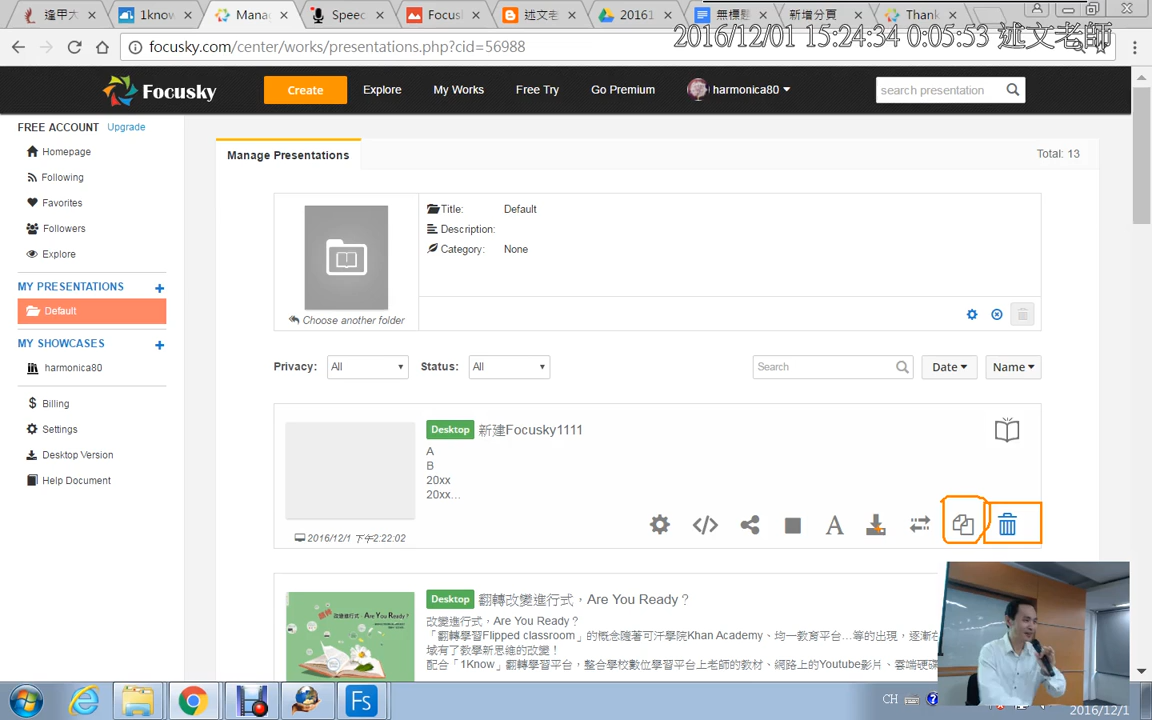 逢甲大
1know
Mana
Speec
Focus
述文老
20161
無標題
新增分頁
Thank
focusky.com/center/works/presentations.php?cid=56988
2016/12/01 15:24:34 0:05:53 述文老師
Focusky
Create
Explore
My Works
Free Try
Go Premium
harmonica80
search presentation
FREE ACCOUNT Upgrade
Homepage
Following
Favorites
Followers
Explore
MY PRESENTATIONS +
Default
MY SHOWCASES +
harmonica80
Billing
Settings
Desktop Version
Help Document
Manage Presentations
Total: 13
Title: Default
Description:
Category: None
Choose another folder
Privacy: All Status: All Search Date Name
Desktop 新建Focusky1111
A
B
20xx
20xx...
2016/12/1 下午2:22:02
Desktop 翻轉改變進行式，Are You Ready？
改變進行式，Are You Ready？
「翻轉學習Flipped classroom」的概念隨著可汗學院Khan Academy、均一教育平台…等的出現，逐漸在
域有了教學新思維的改變！
配合「1Know」翻轉學習平台，整合學校數位學習平台上老師的教材、網路上的Youtube影片、雲端硬碟
改變進行式，Are You Ready？
Fs
CH
2016/12/1